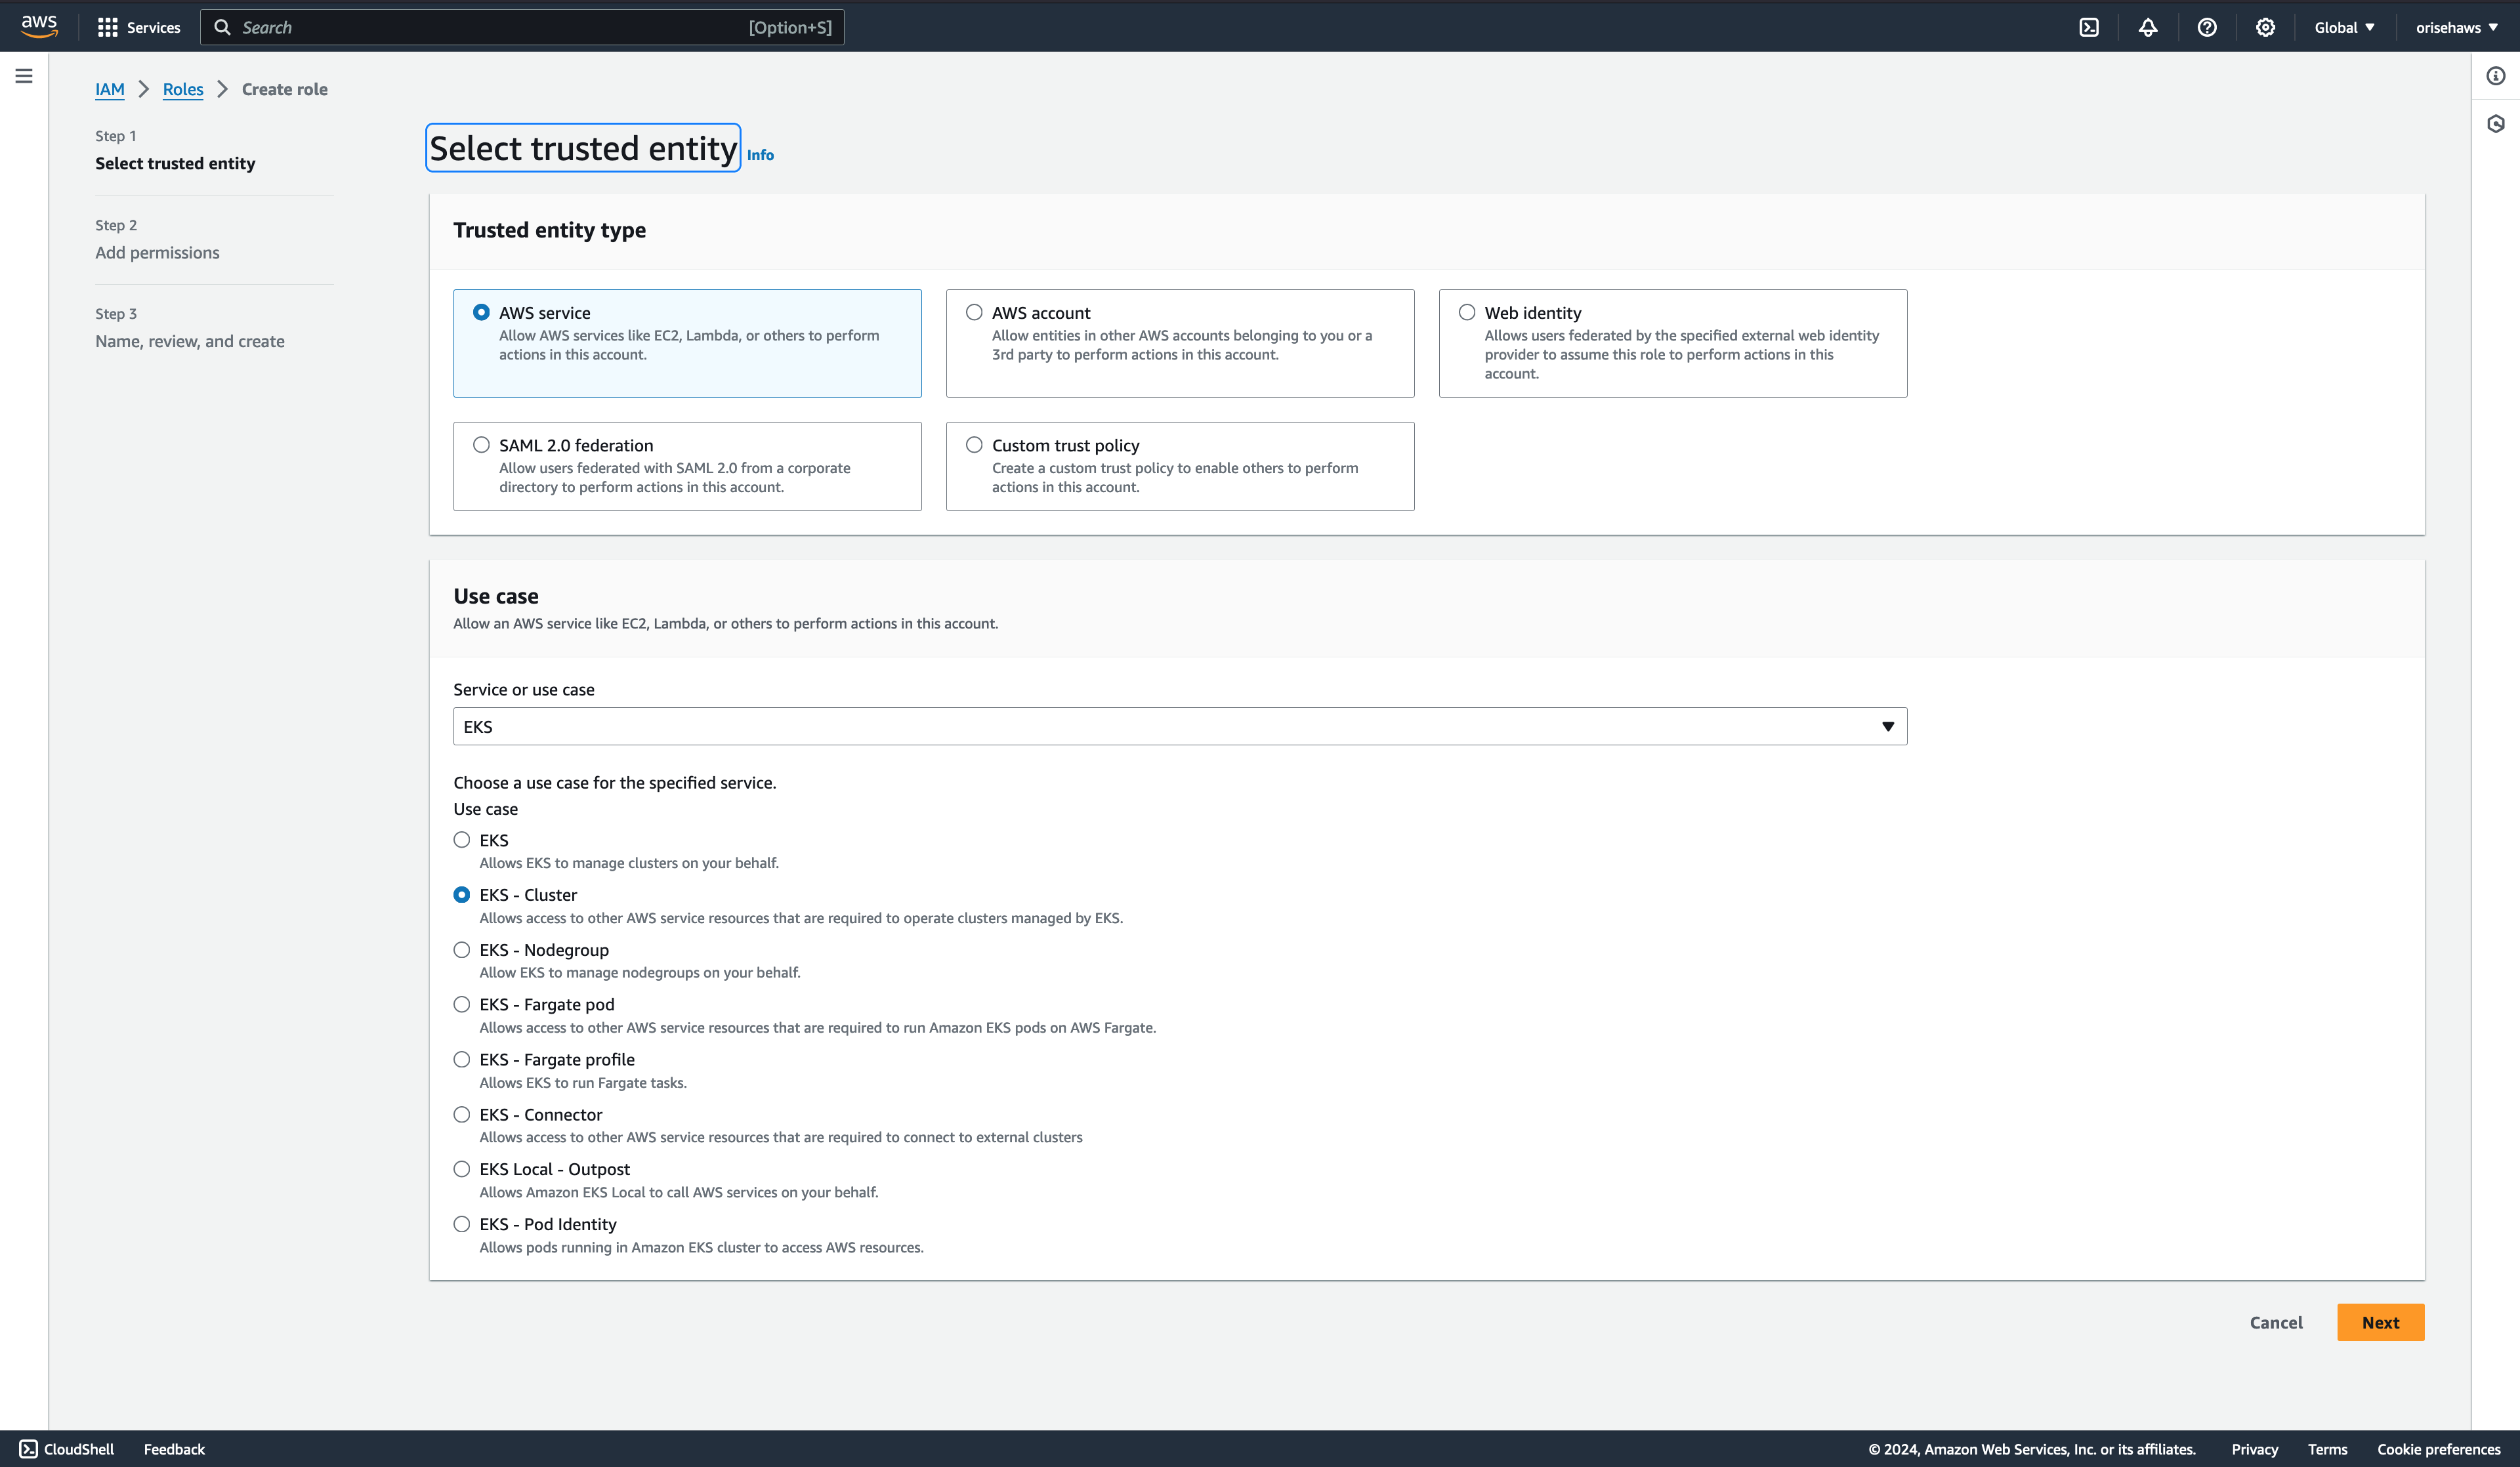 aws
Services
Search [Option+S]
Global
orisehaws
IAM
Roles
Create role
Step 1
Select trusted entity
Step 2
Add permissions
Step 3
Name, review, and create
Select trusted entity Info
Trusted entity type
AWS service
Allow AWS services like EC2, Lambda, or others to perform
actions in this account.
AWS account
Allow entities in other AWS accounts belonging to you or a
3rd party to perform actions in this account.
Web identity
Allows users federated by the specified external web identity
provider to assume this role to perform actions in this
account.
SAML 2.0 federation
Allow users federated with SAML 2.0 from a corporate
directory to perform actions in this account.
Custom trust policy
Create a custom trust policy to enable others to perform
actions in this account.
Use case
Allow an AWS service like EC2, Lambda, or others to perform actions in this account.
Service or use case
EKS
Choose a use case for the specified service.
Use case
EKS
Allows EKS to manage clusters on your behalf.
EKS - Cluster
Allows access to other AWS service resources that are required to operate clusters managed by EKS.
EKS - Nodegroup
Allow EKS to manage nodegroups on your behalf.
EKS - Fargate pod
Allows access to other AWS service resources that are required to run Amazon EKS pods on AWS Fargate.
EKS - Fargate profile
Allows EKS to run Fargate tasks.
EKS - Connector
Allows access to other AWS service resources that are required to connect to external clusters
EKS Local - Outpost
Allows Amazon EKS Local to call AWS services on your behalf.
EKS - Pod Identity
Allows pods running in Amazon EKS cluster to access AWS resources.
Cancel
Next
CloudShell
Feedback
© 2024, Amazon Web Services, Inc. or its affiliates.
Privacy
Terms
Cookie preferences